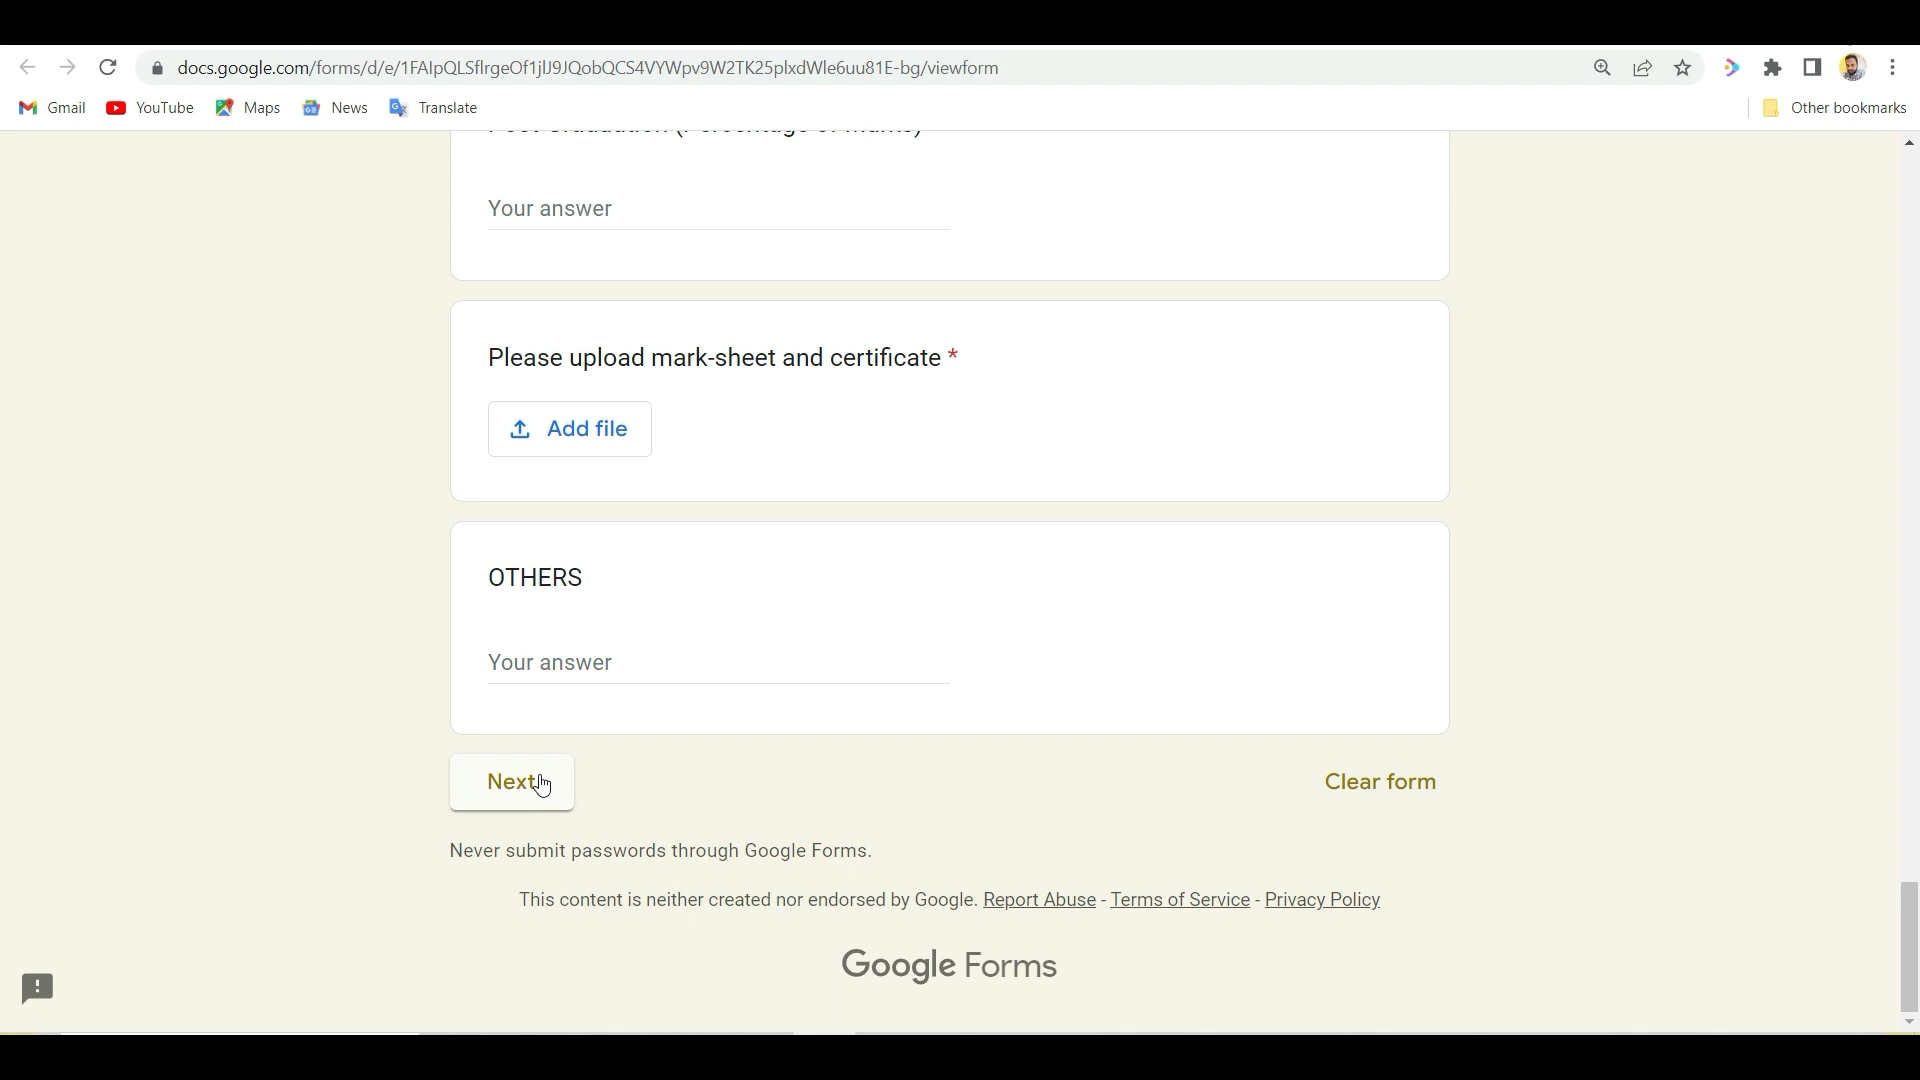 docs.google.com/forms/d/e/1FAIpQLSflrgeOf1jlJ9JQobQCS4VYWpv9W2TK25plxdWle6uu81E-bg/viewform
Gmail YouTube Maps News Translate Other bookmarks
Your answer
Please upload mark-sheet and certificate *
Add file
OTHERS
Your answer
Next Clear form
Never submit passwords through Google Forms.
This content is neither created nor endorsed by Google. Report Abuse - Terms of Service - Privacy Policy
Google Forms